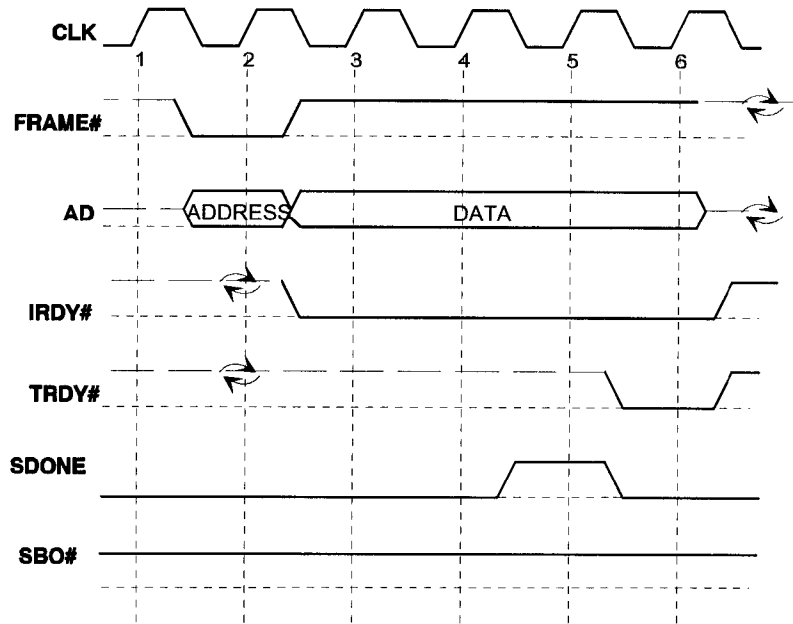 CLK
1 2 3 4 5 6
FRAME#
AD ADDRESS DATA
IRDY#
TRDY#
SDONE
SBO#